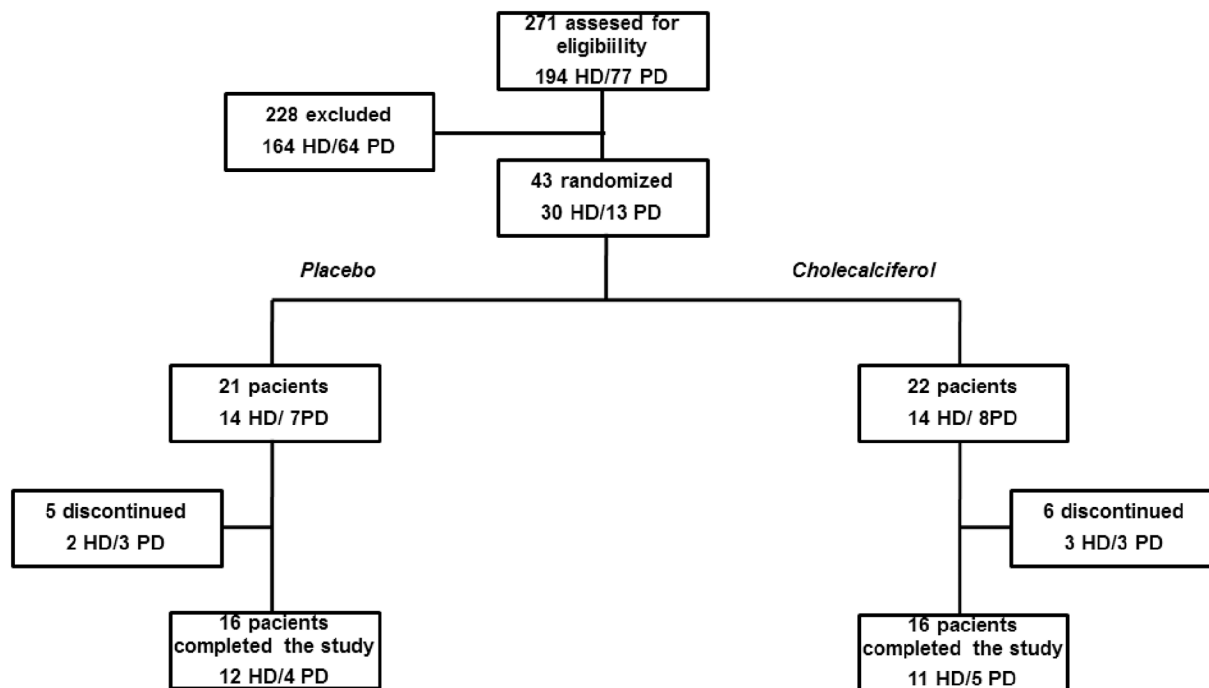 271 assesed for
eligibiility
194 HD/77 PD
228 excluded
164 HD/64 PD
43 randomized
30 HD/13 PD
Placebo
Cholecalciferol
21 pacients
14 HD/ 7PD
22 pacients
14 HD/ 8PD
5 discontinued
2 HD/3 PD
6 discontinued
3 HD/3 PD
16 pacients
completed the study
12 HD/4 PD
16 pacients
completed the study
11 HD/5 PD